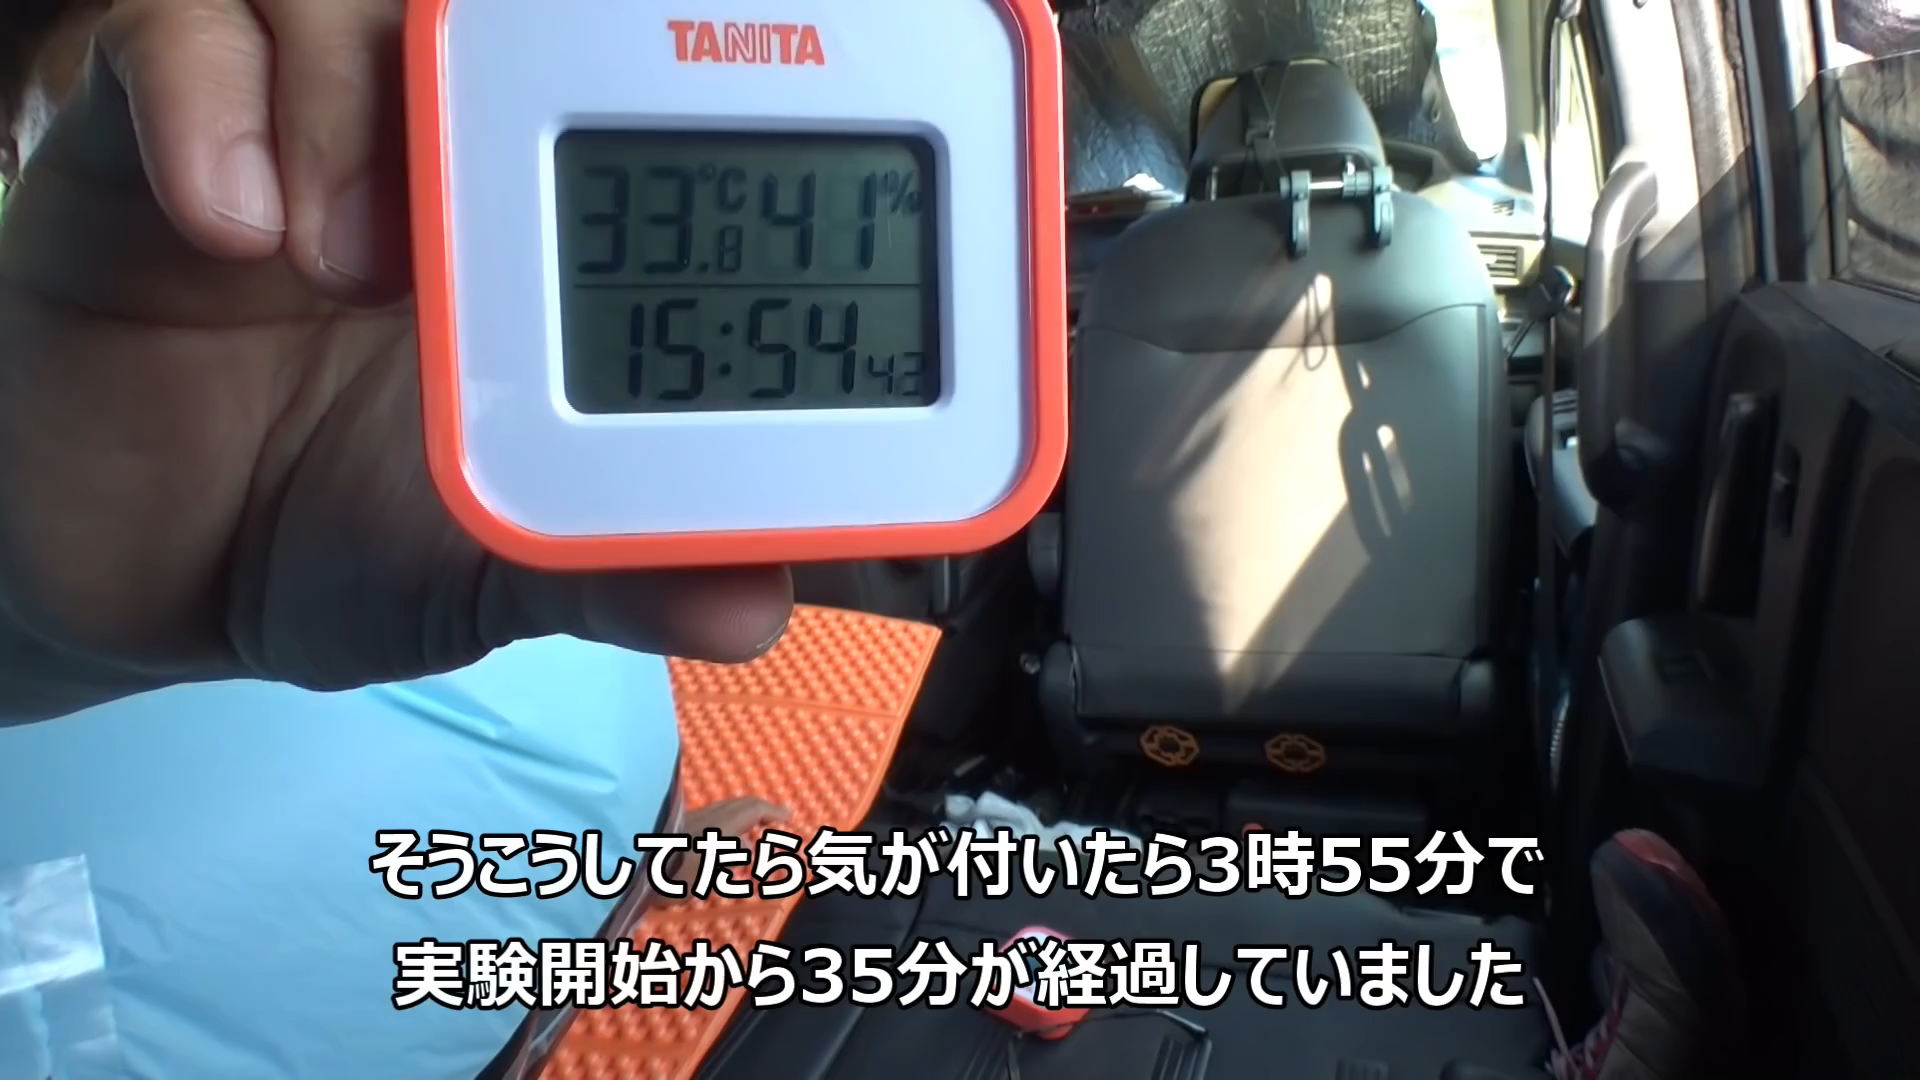 TANITA
33.8℃ 41%
15:54 43
そうこうしてたら気が付いたら3時55分で
実験開始から35分が経過していました